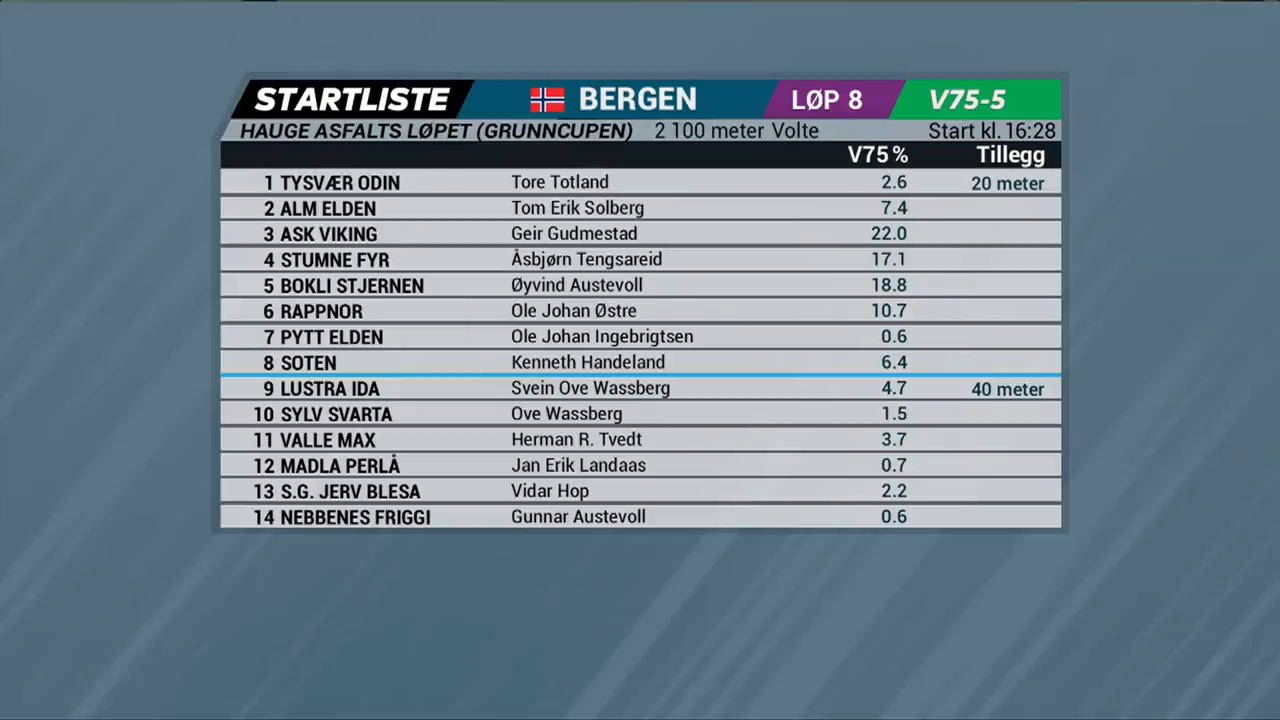 STARTLISTE BERGEN LØP 8 V75-5
HAUGE ASFALTS LØPET (GRUNNCUPEN) 2 100 meter Volte Start kl. 16:28
V75 % Tillegg
1 TYSVÆR ODIN Tore Totland 2.6 20 meter
2 ALM ELDEN Tom Erik Solberg 7.4
3 ASK VIKING Geir Gudmestad 22.0
4 STUMNE FYR Åsbjørn Tengsareid 17.1
5 BOKLI STJERNEN Øyvind Austevoll 18.8
6 RAPPNOR Ole Johan Østre 10.7
7 PYTT ELDEN Ole Johan Ingebrigtsen 0.6
8 SOTEN Kenneth Handeland 6.4
9 LUSTRA IDA Svein Ove Wassberg 4.7 40 meter
10 SYLV SVARTA Ove Wassberg 1.5
11 VALLE MAX Herman R. Tvedt 3.7
12 MADLA PERLÅ Jan Erik Landaas 0.7
13 S.G. JERV BLESA Vidar Hop 2.2
14 NEBBENES FRIGGI Gunnar Austevoll 0.6